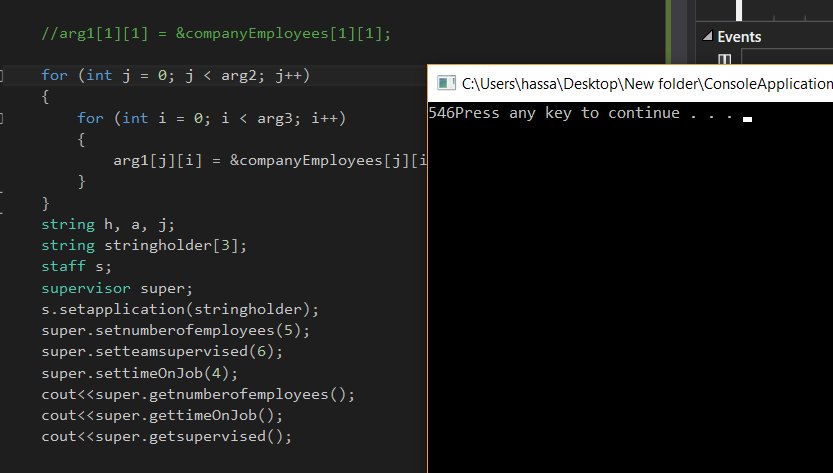 //arg1[1][1] = &companyEmployees[1][1];
for (int j = 0; j < arg2; j++)
{
for (int i = 0; i < arg3; i++)
{
arg1[j][i] = &companyEmployees[j][i
}
}
string h, a, j;
string stringholder[3];
staff s;
supervisor super;
s.setapplication(stringholder);
super.setnumberofemployees(5);
super.setteamsupervised(6);
super.settimeOnJob(4);
cout<<super.getnumberofemployees();
cout<<super.gettimeOnJob();
cout<<super.getsupervised();
Events
C:\Users\hassa\Desktop\New folder\ConsoleApplication
546Press any key to continue . . .